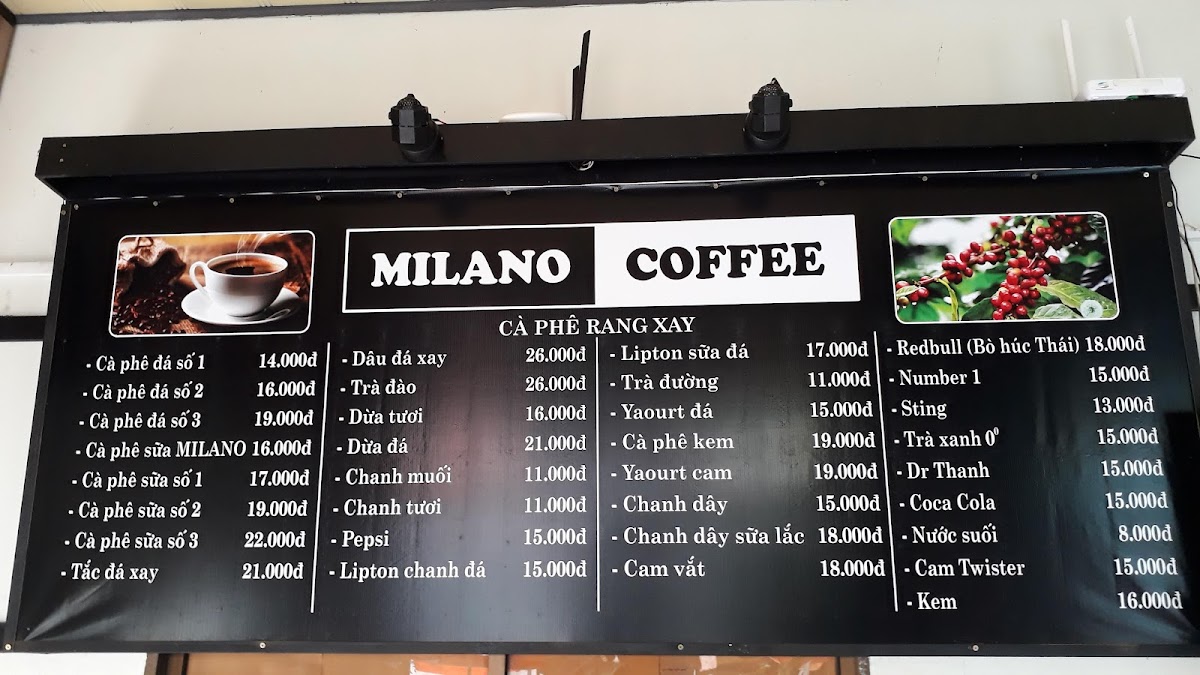 MILANO COFFEE
CÀ PHÊ RANG XAY
- Cà phê đá số 1 14.000đ
- Cà phê đá số 2 16.000đ
- Cà phê đá số 3 19.000đ
- Cà phê sữa MILANO 16.000đ
- Cà phê sữa số 1 17.000đ
- Cà phê sữa số 2 19.000đ
- Cà phê sữa số 3 22.000đ
- Tắc đá xay 21.000đ
- Dâu đá xay 26.000đ
- Trà đào 26.000đ
- Dừa tươi 16.000đ
- Dừa đá 21.000đ
- Chanh muối 11.000đ
- Chanh tươi 11.000đ
- Pepsi 15.000đ
- Lipton chanh đá 15.000đ
- Lipton sữa đá 17.000đ
- Trà đường 11.000đ
- Yaourt đá 15.000đ
- Cà phê kem 19.000đ
- Yaourt cam 19.000đ
- Chanh dây 15.000đ
- Chanh dây sữa lắc 18.000đ
- Cam vắt 18.000đ
- Redbull (Bò húc Thái) 18.000đ
- Number 1 15.000đ
- Sting 13.000đ
- Trà xanh 0⁰ 15.000đ
- Dr Thanh 15.000đ
- Coca Cola 15.000đ
- Nước suối 8.000đ
- Cam Twister 15.000đ
- Kem 16.000đ